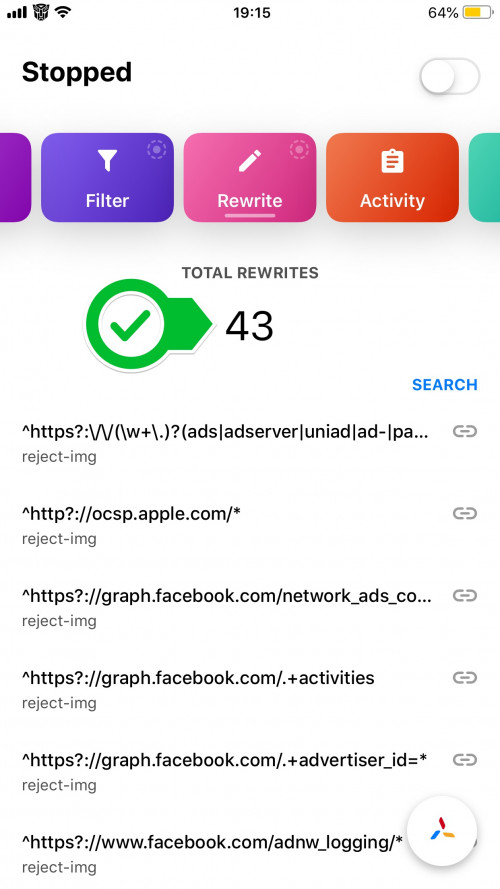 19:15
64%
Stopped
Filter
Rewrite
Activity
TOTAL REWRITES
43
SEARCH
^https?:\/\/(\w+\.)?(ads|adserver|uniad|ad-|pa...
reject-img
^http?://ocsp.apple.com/*
reject-img
^https?://graph.facebook.com/network_ads_co...
reject-img
^https?://graph.facebook.com/.+activities
reject-img
^https?://graph.facebook.com/.+advertiser_id=*
reject-img
^https?://www.facebook.com/adnw_logging/*
reject-img